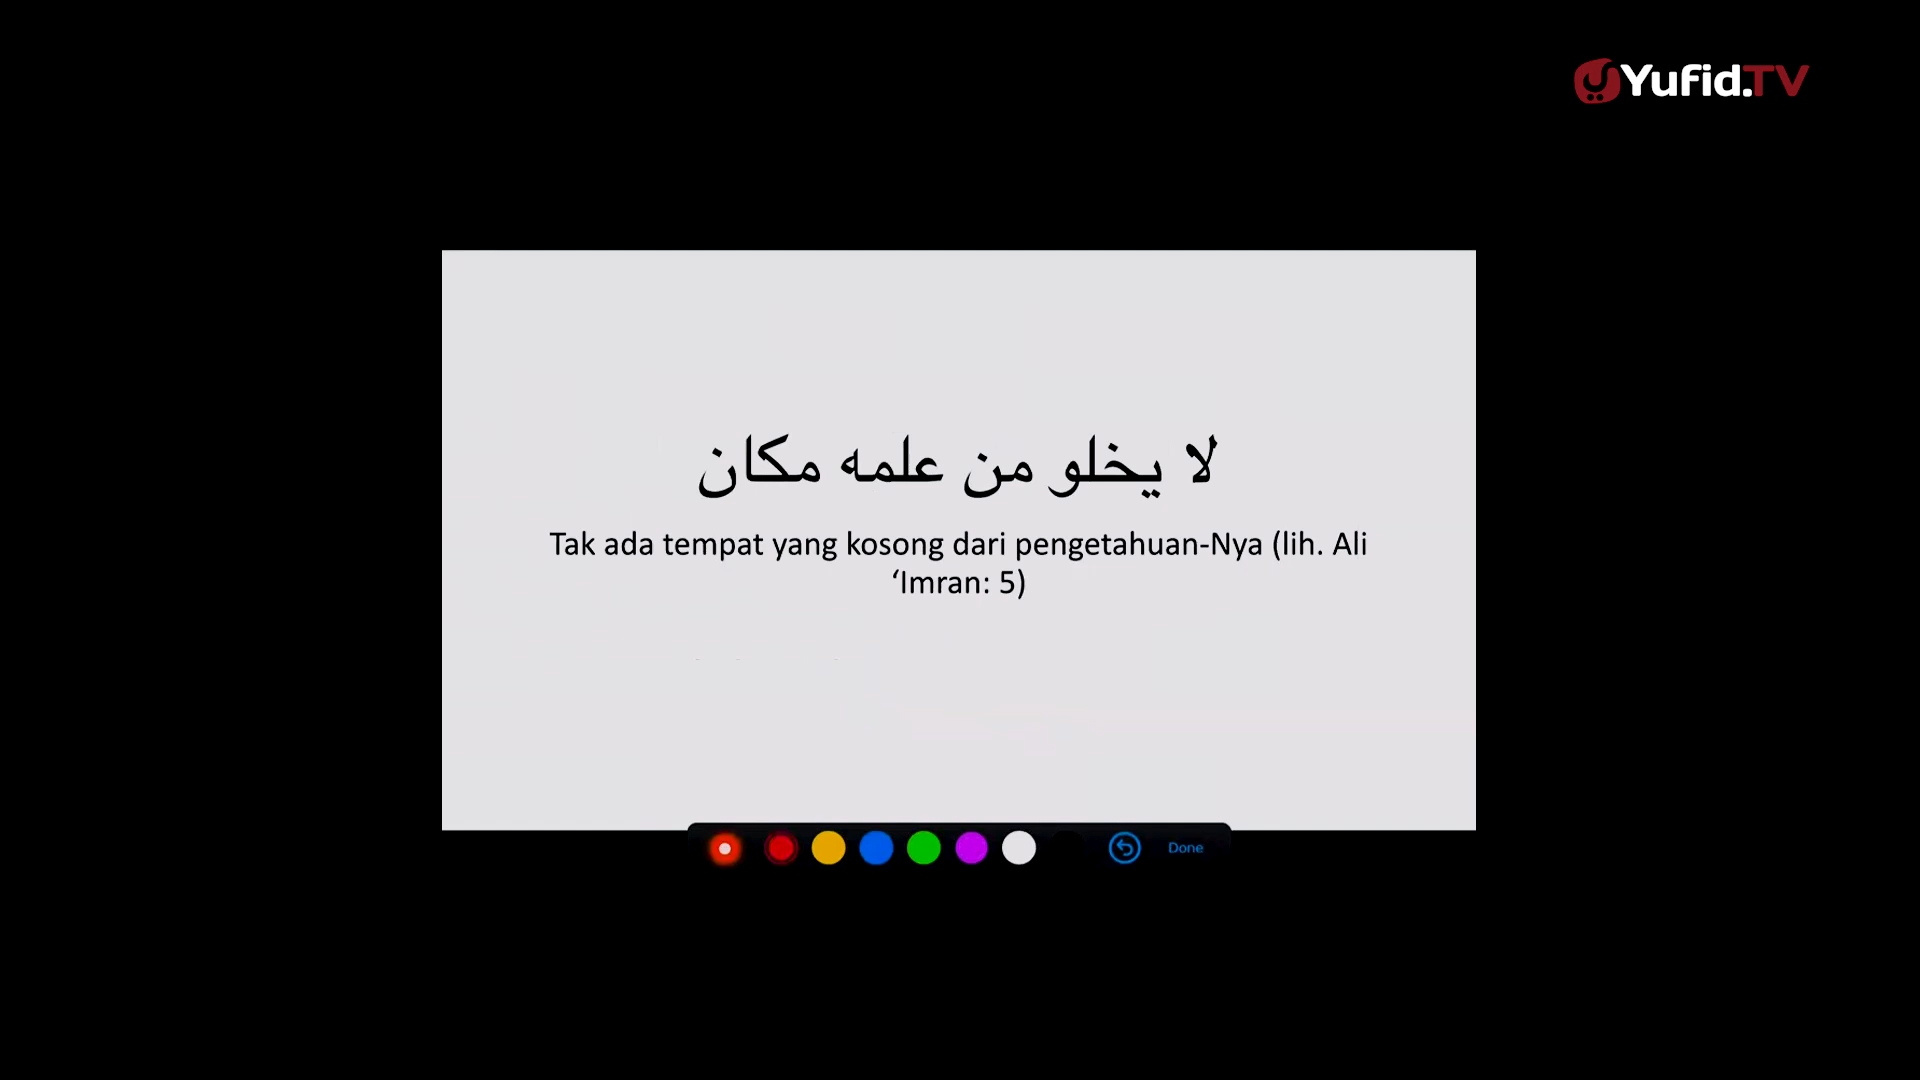 Yufid.TV
لا يخلو من علمه مكان
Tak ada tempat yang kosong dari pengetahuan-Nya (lih. Ali
‘Imran: 5)
Done